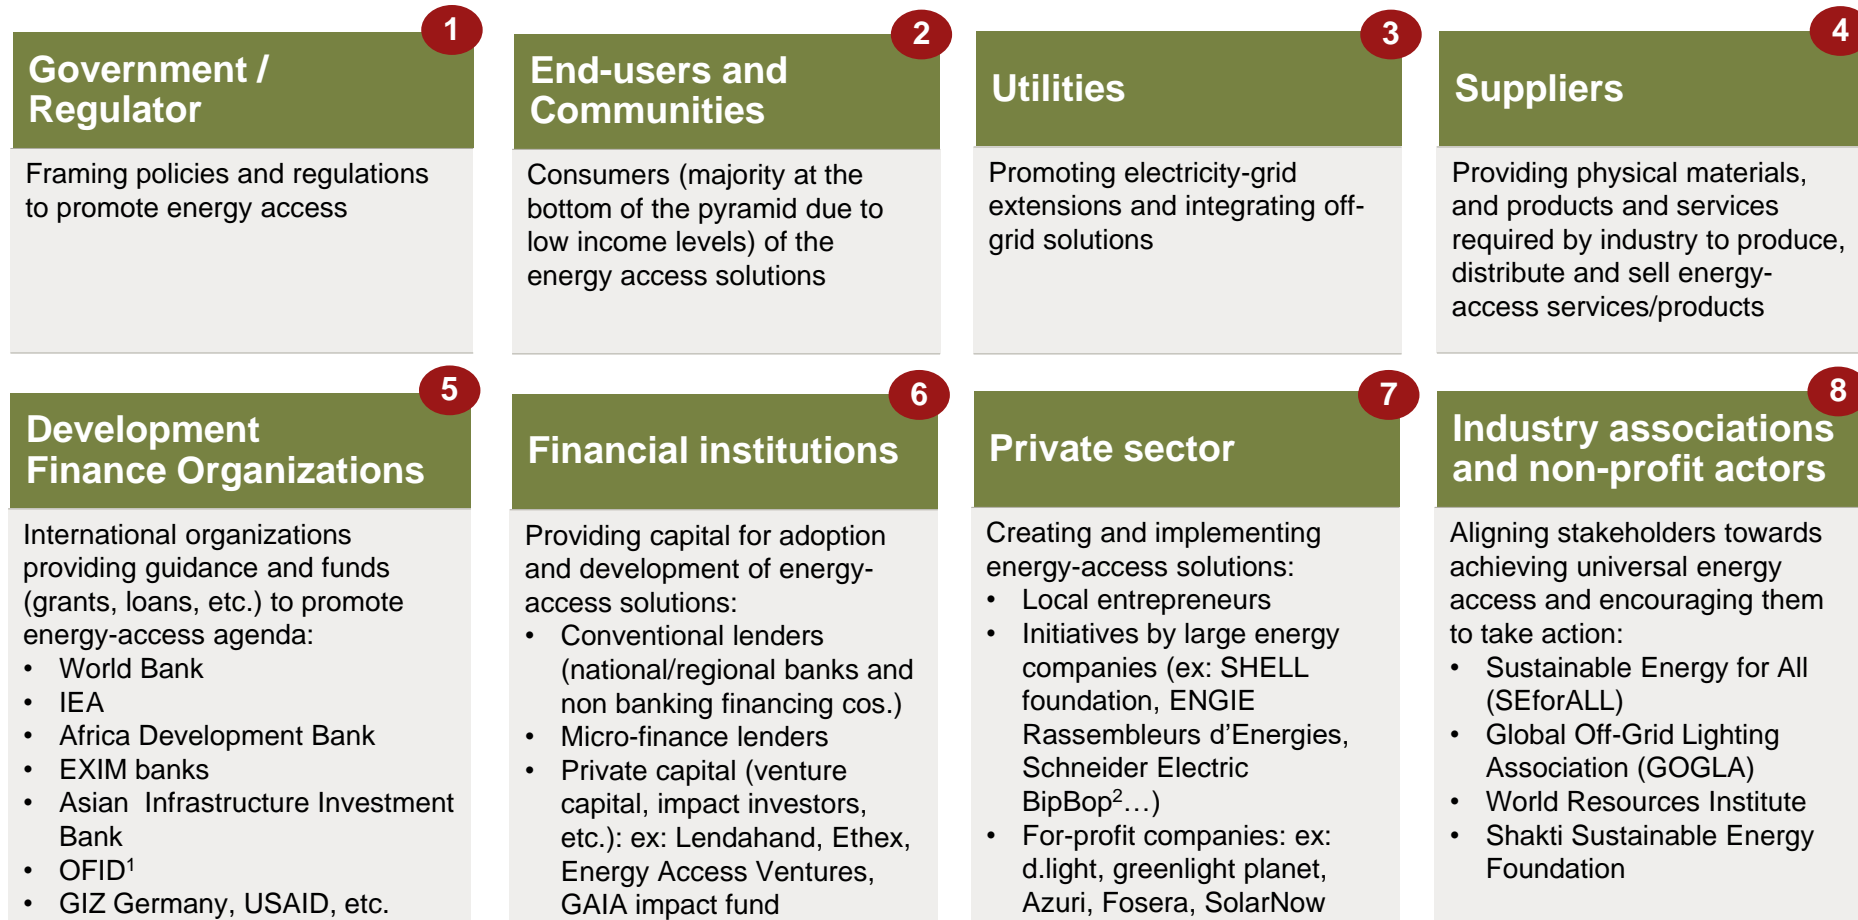 1
Government /
Regulator
Framing policies and regulations
to promote energy access
2
End-users and
Communities
Consumers (majority at the
bottom of the pyramid due to
low income levels) of the
energy access solutions
3
Utilities
Promoting electricity-grid
extensions and integrating off-
grid solutions
4
Suppliers
Providing physical materials,
and products and services
required by industry to produce,
distribute and sell energy-
access services/products
5
Development
Finance Organizations
International organizations
providing guidance and funds
(grants, loans, etc.) to promote
energy-access agenda:
• World Bank
• IEA
• Africa Development Bank
• EXIM banks
• Asian Infrastructure Investment
Bank
• OFID¹
• GIZ Germany, USAID, etc.
6
Financial institutions
Providing capital for adoption
and development of energy-
access solutions:
• Conventional lenders
(national/regional banks and
non banking financing cos.)
• Micro-finance lenders
• Private capital (venture
capital, impact investors,
etc.): ex: Lendahand, Ethex,
Energy Access Ventures,
GAIA impact fund
7
Private sector
Creating and implementing
energy-access solutions:
• Local entrepreneurs
• Initiatives by large energy
companies (ex: SHELL
foundation, ENGIE
Rassembleurs d’Energies,
Schneider Electric
BipBop²…)
• For-profit companies: ex:
d.light, greenlight planet,
Azuri, Fosera, SolarNow
8
Industry associations
and non-profit actors
Aligning stakeholders towards
achieving universal energy
access and encouraging them
to take action:
• Sustainable Energy for All
(SEforALL)
• Global Off-Grid Lighting
Association (GOGLA)
• World Resources Institute
• Shakti Sustainable Energy
Foundation